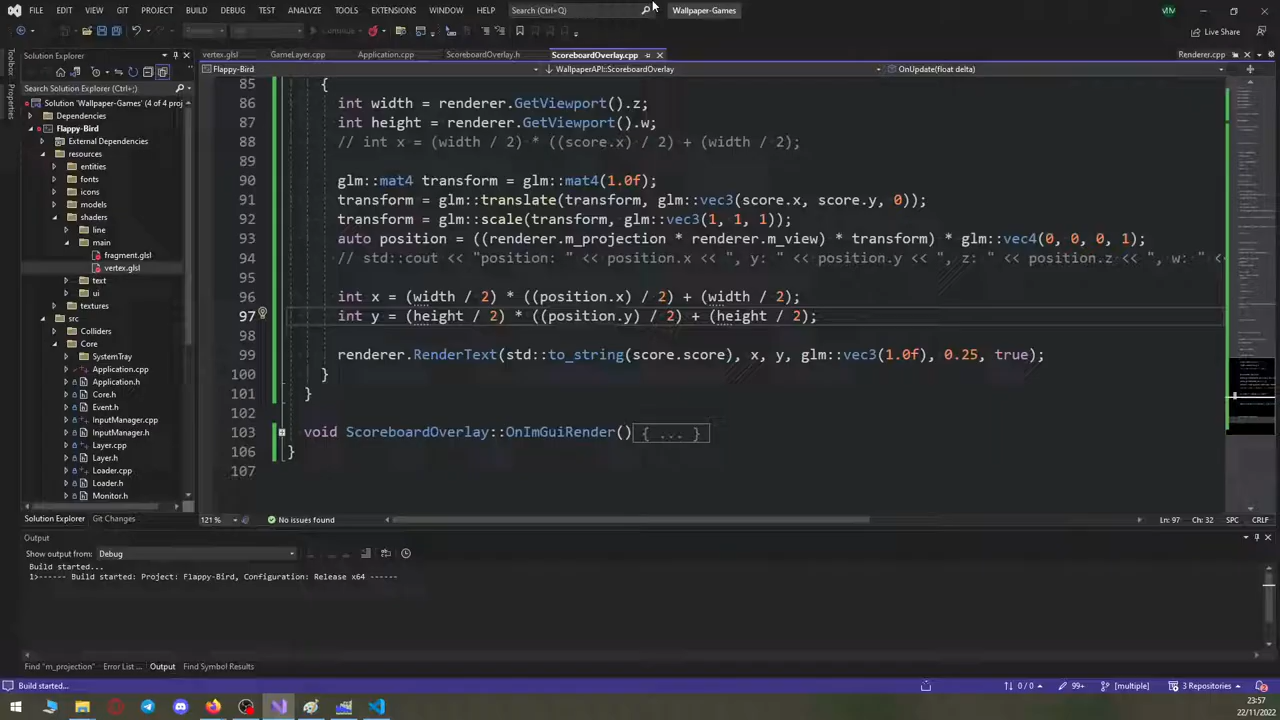 FILE EDIT VIEW GIT PROJECT BUILD DEBUG TEST ANALYZE TOOLS EXTENSIONS WINDOW HELP Search (Ctrl+Q) Wallpaper-Games VM
Live Share
Solution Explorer
vertex.glsl GameLayer.cpp Application.cpp ScoreboardOverlay.h ScoreboardOverlay.cpp Renderer.cpp
Flappy-Bird WallpaperAPI::ScoreboardOverlay OnUpdate(float delta)
Toolbox
Properties
Search Solution Explorer (Ctrl+;)
Solution 'Wallpaper-Games' (4 of 4 proj
Dependencies
Flappy-Bird
External Dependencies
resources
entities
fonts
icons
models
shaders
line
main
fragment.glsl
vertex.glsl
text
ui
textures
src
Colliders
Core
SystemTray
Application.cpp
Application.h
Core.h
Event.h
InputManager.cpp
InputManager.h
Layer.cpp
Layer.h
Loader.cpp
Loader.h
Monitor.h
Solution Explorer Git Changes
85 {
86 int width = renderer.GetViewport().z;
87 int height = renderer.GetViewport().w;
88 // int x = (width / 2) * ((score.x) / 2) + (width / 2);
89
90 glm::mat4 transform = glm::mat4(1.0f);
91 transform = glm::translate(transform, glm::vec3(score.x, score.y, 0));
92 transform = glm::scale(transform, glm::vec3(1, 1, 1));
93 auto position = ((renderer.m_projection * renderer.m_view) * transform) * glm::vec4(0, 0, 0, 1);
94 // std::cout << "position: " << position.x << ", y: " << position.y << ", z: " << position.z << ", w: " <<
95
96 int x = (width / 2) * ((position.x) / 2) + (width / 2);
97 int y = (height / 2) * ((position.y) / 2) + (height / 2);
98
99 renderer.RenderText(std::to_string(score.score), x, y, glm::vec3(1.0f), 0.25, true);
100 }
101 }
102
103 void ScoreboardOverlay::OnImGuiRender(){ ... }
106 }
107
121 % No issues found Ln: 97 Ch: 32 SPC CRLF
Output
Show output from: Debug
Build started...
1>------ Build started: Project: Flappy-Bird, Configuration: Release x64 ------
Find "m_projection" Error List ... Output Find Symbol Results
Build started... 0 / 0 99+ [multiple] 3 Repositories 2
23:57
22/11/2022